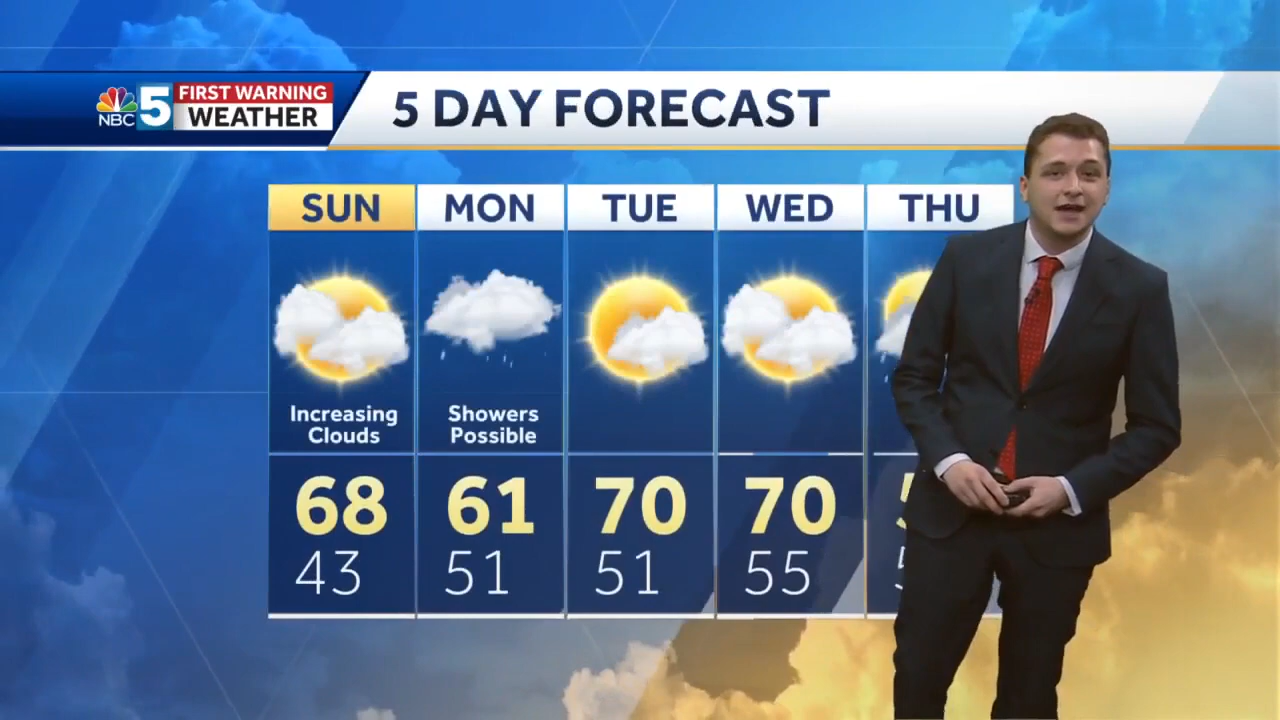 NBC 5 FIRST WARNING
WEATHER
5 DAY FORECAST
SUN MON TUE WED THU
Increasing
Clouds
Showers
Possible
68 61 70 70
43 51 51 55